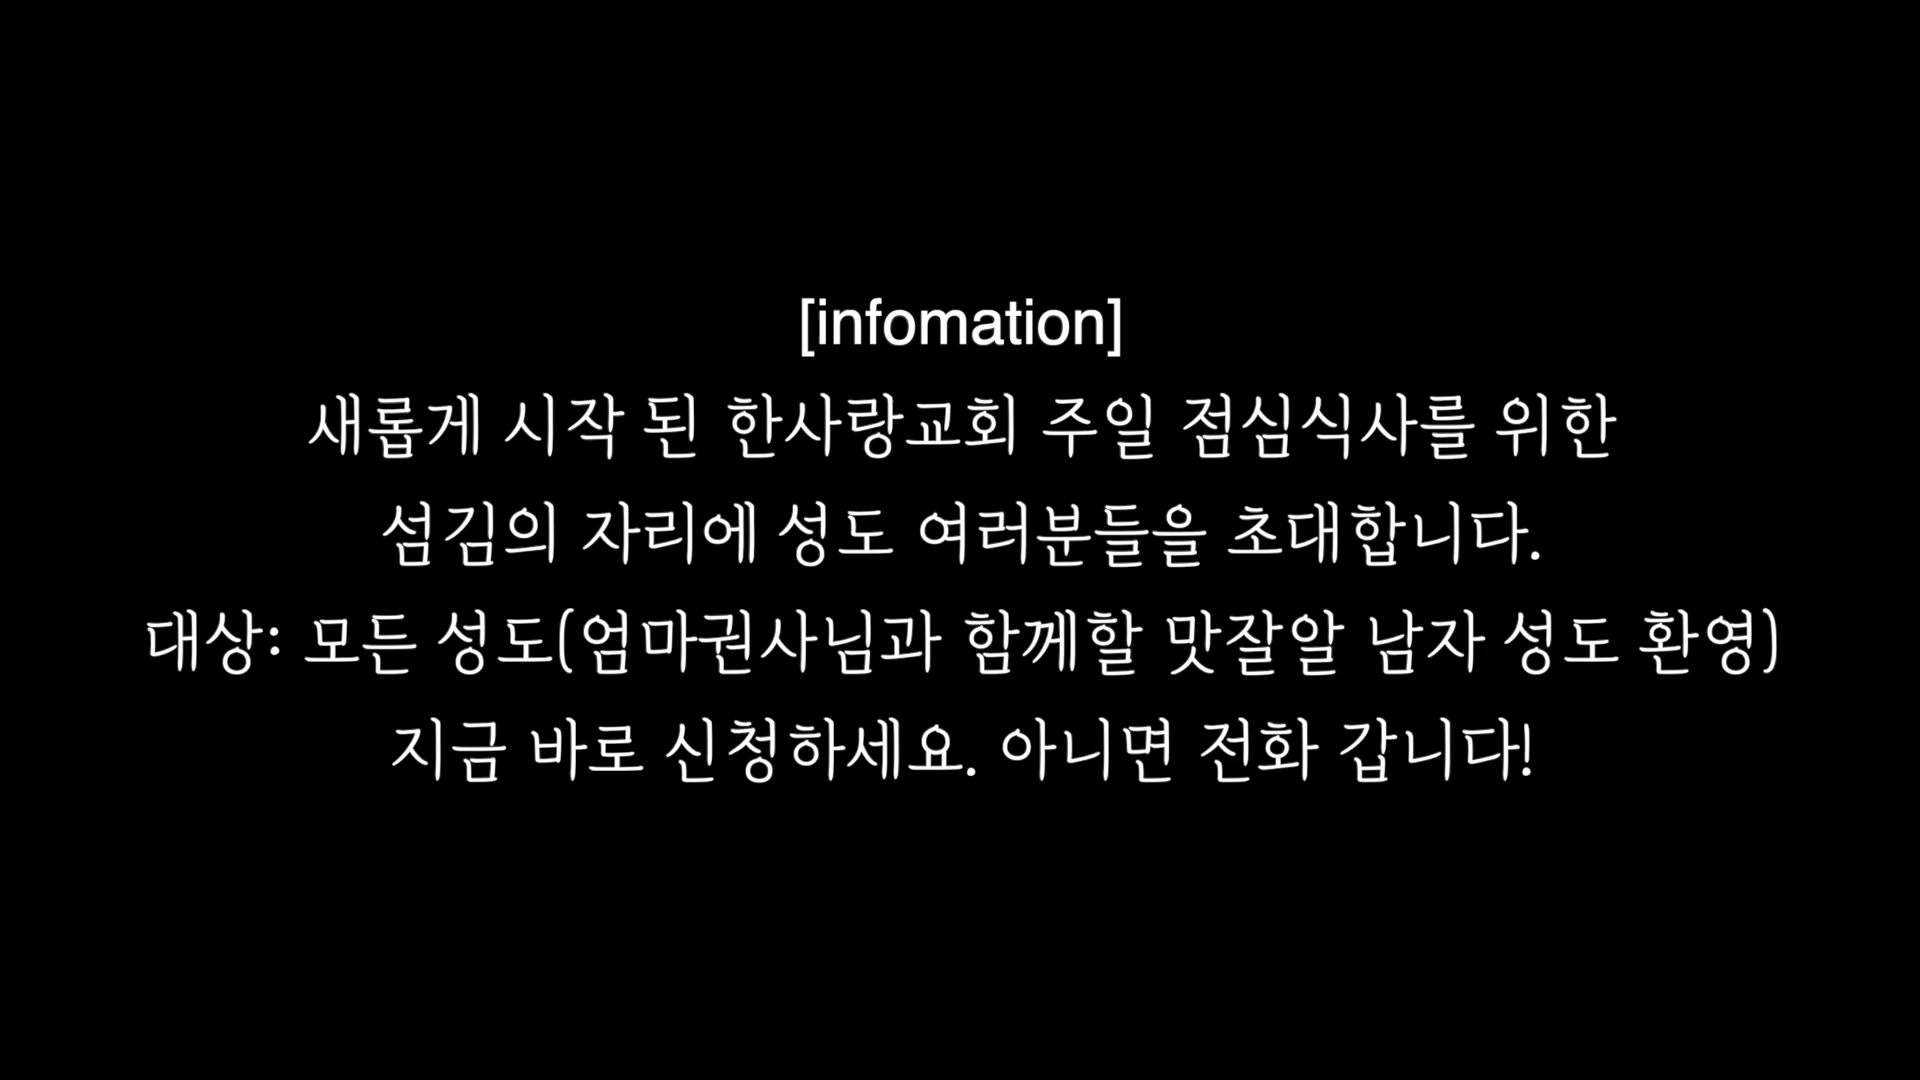 [infomation]
새롭게 시작 된 한사랑교회 주일 점심식사를 위한
섬김의 자리에 성도 여러분들을 초대합니다.
대상: 모든 성도(엄마권사님과 함께할 맛잘알 남자 성도 환영)
지금 바로 신청하세요. 아니면 전화 갑니다!